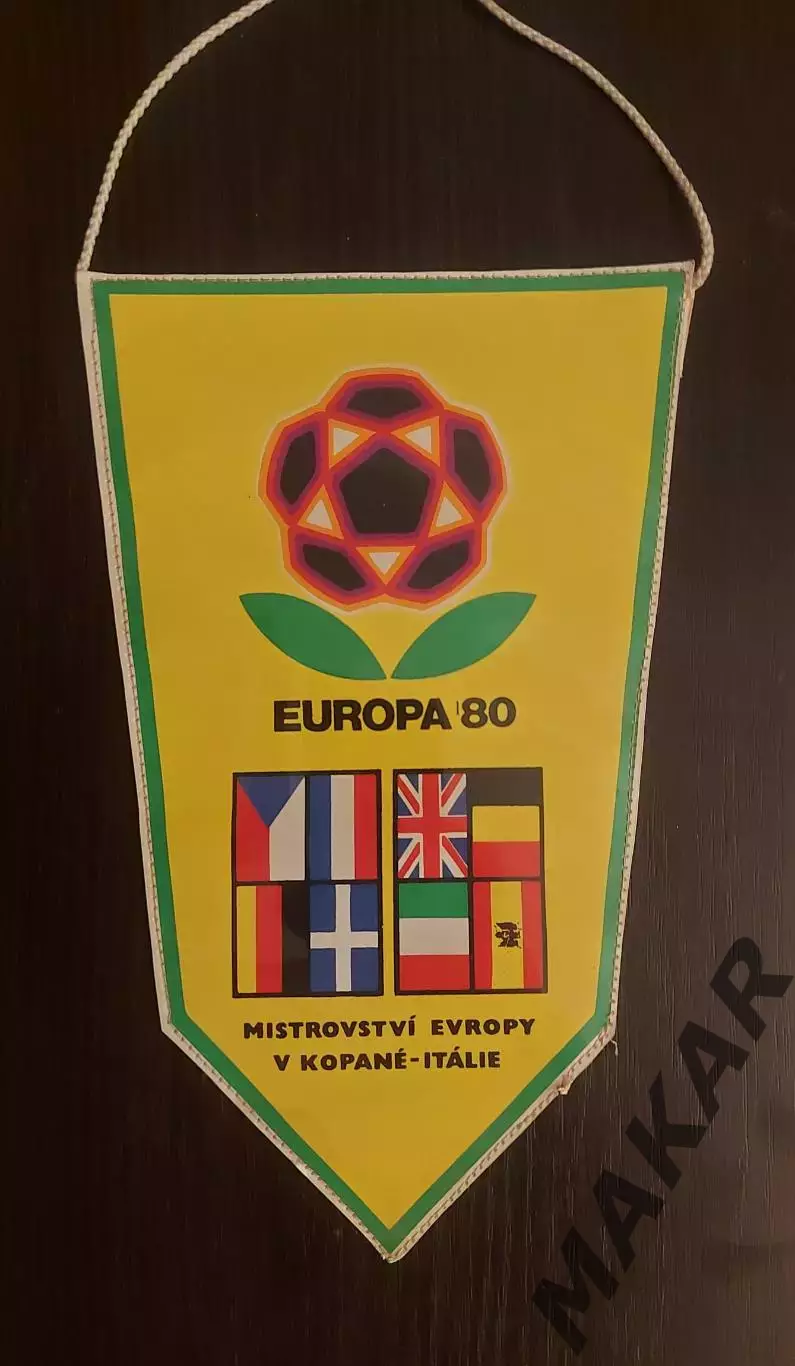 EUROPA '80
MISTROVSTVÍ EVROPY
V KOPANÉ-ITÁLIE
MAKAR